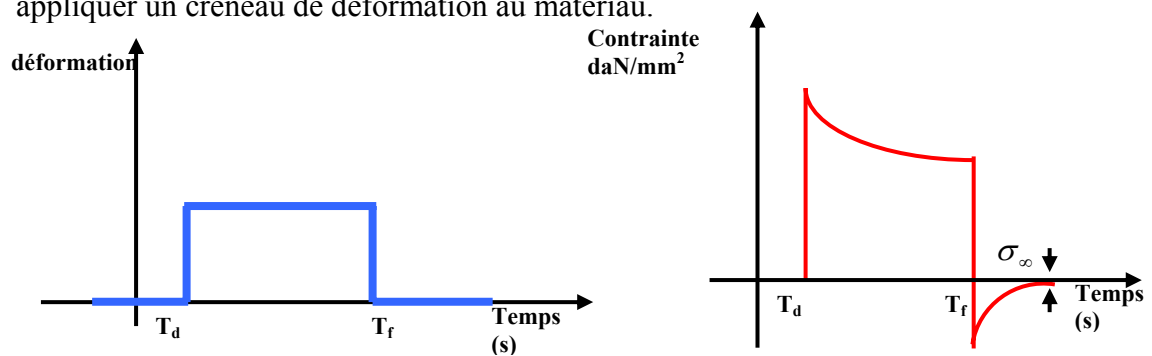 appliquer un créneau de déformation au matériau.
déformation
T_d
T_f
Temps
(s)
Contrainte
daN/mm²
σ_∞
T_d
T_f
Temps
(s)